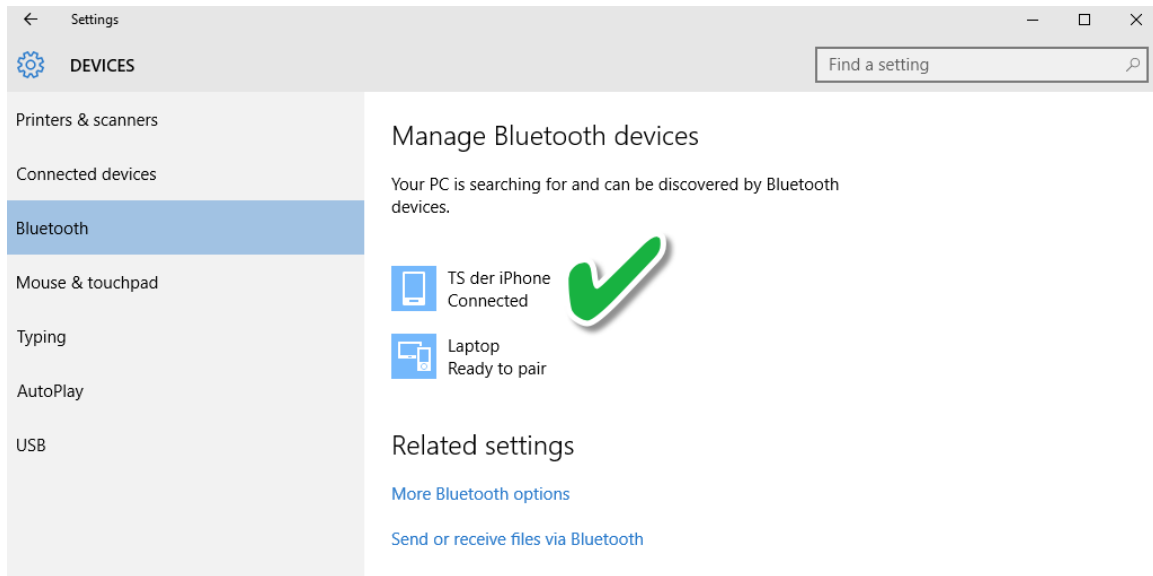 Settings
DEVICES
Find a setting
Printers & scanners
Connected devices
Bluetooth
Mouse & touchpad
Typing
AutoPlay
USB
Manage Bluetooth devices
Your PC is searching for and can be discovered by Bluetooth
devices.
TS der iPhone
Connected
Laptop
Ready to pair
Related settings
More Bluetooth options
Send or receive files via Bluetooth